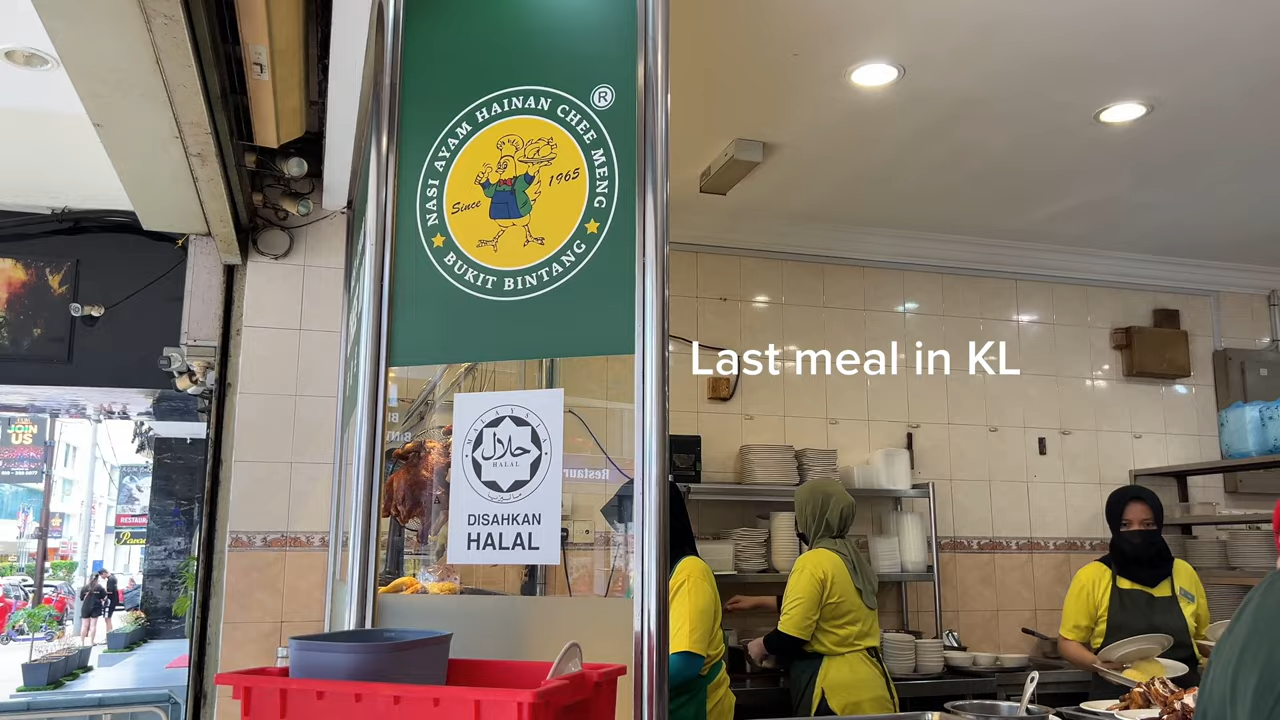 NASI AYAM HAINAN CHEE MENG
®
Since 1965
BUKIT BINTANG
Last meal in KL
MALAYSIA
حلال
HALAL
ماليزيا
DISAHKAN
HALAL
JOIN
US